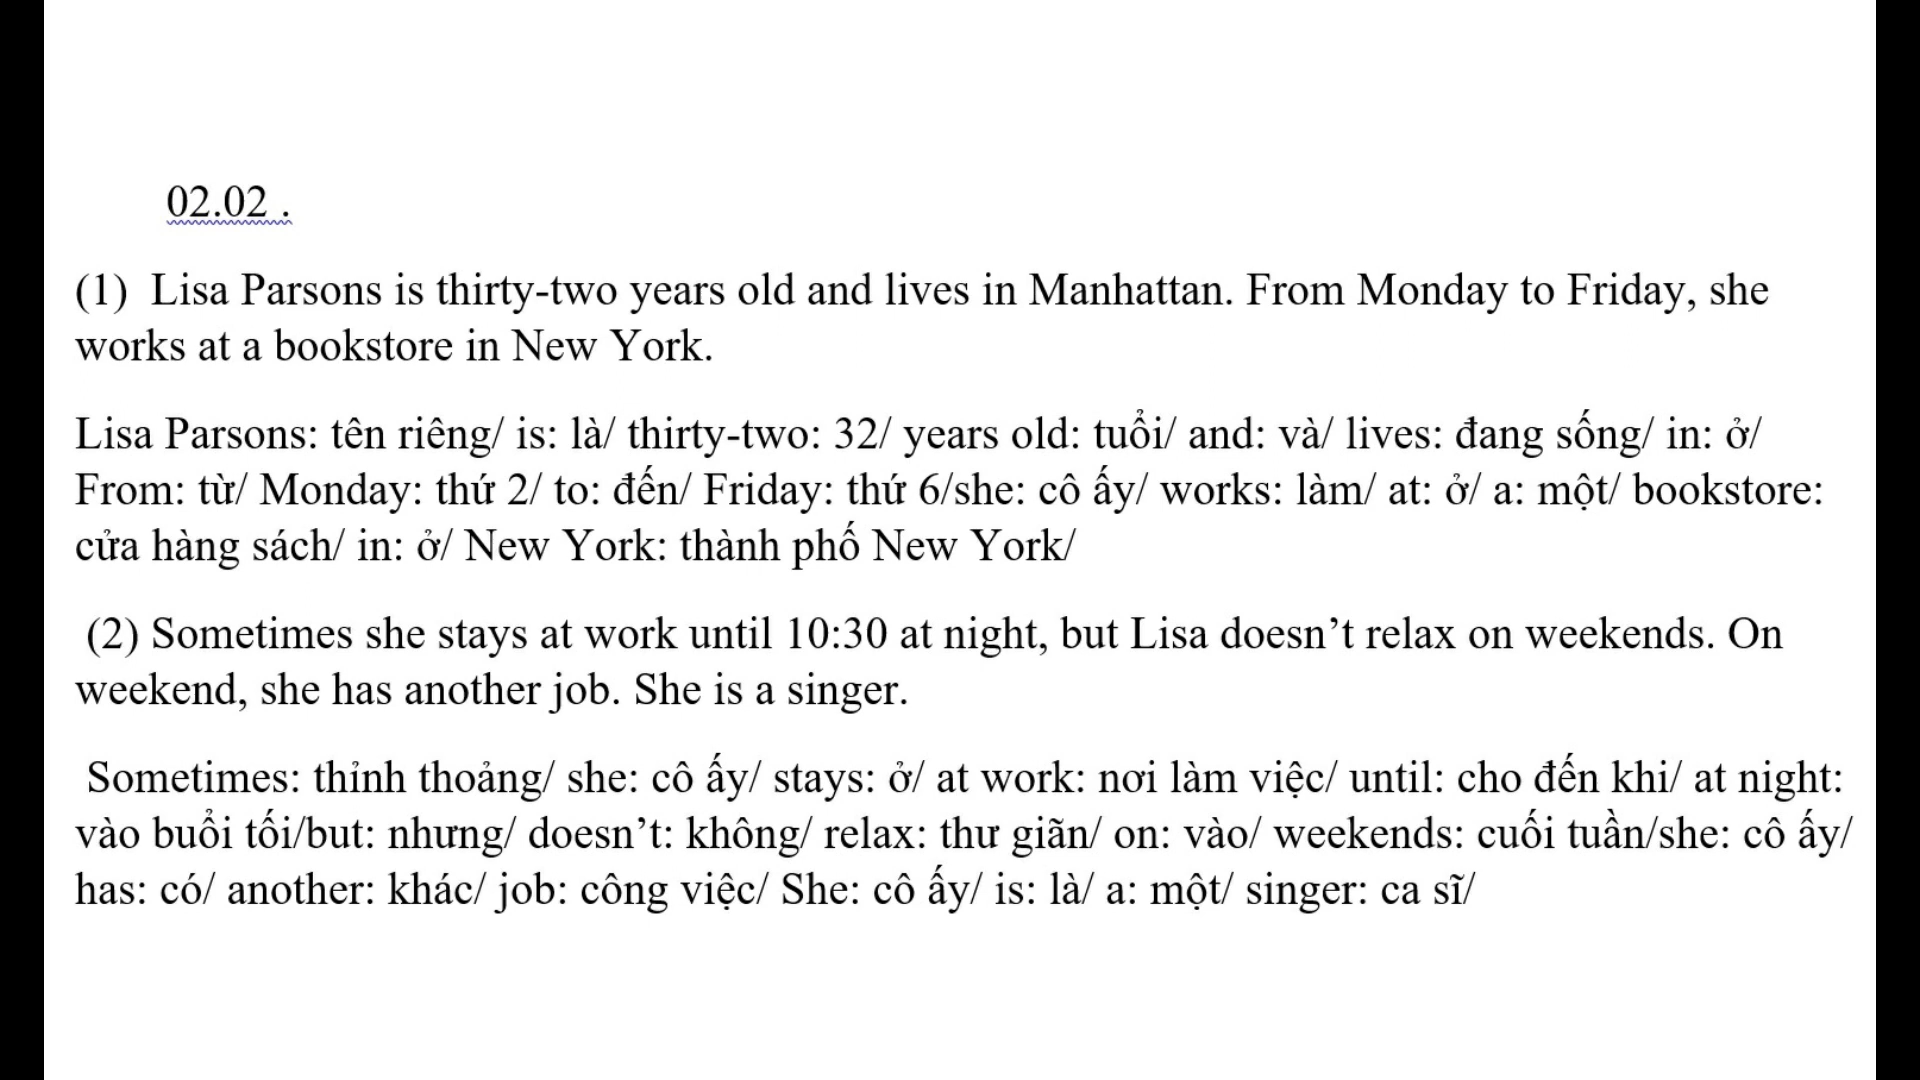 02.02 .
(1) Lisa Parsons is thirty-two years old and lives in Manhattan. From Monday to Friday, she
works at a bookstore in New York.
Lisa Parsons: tên riêng/ is: là/ thirty-two: 32/ years old: tuổi/ and: và/ lives: đang sống/ in: ở/
From: từ/ Monday: thứ 2/ to: đến/ Friday: thứ 6/she: cô ấy/ works: làm/ at: ở/ a: một/ bookstore:
cửa hàng sách/ in: ở/ New York: thành phố New York/
(2) Sometimes she stays at work until 10:30 at night, but Lisa doesn’t relax on weekends. On
weekend, she has another job. She is a singer.
Sometimes: thỉnh thoảng/ she: cô ấy/ stays: ở/ at work: nơi làm việc/ until: cho đến khi/ at night:
vào buổi tối/but: nhưng/ doesn’t: không/ relax: thư giãn/ on: vào/ weekends: cuối tuần/she: cô ấy/
has: có/ another: khác/ job: công việc/ She: cô ấy/ is: là/ a: một/ singer: ca sĩ/